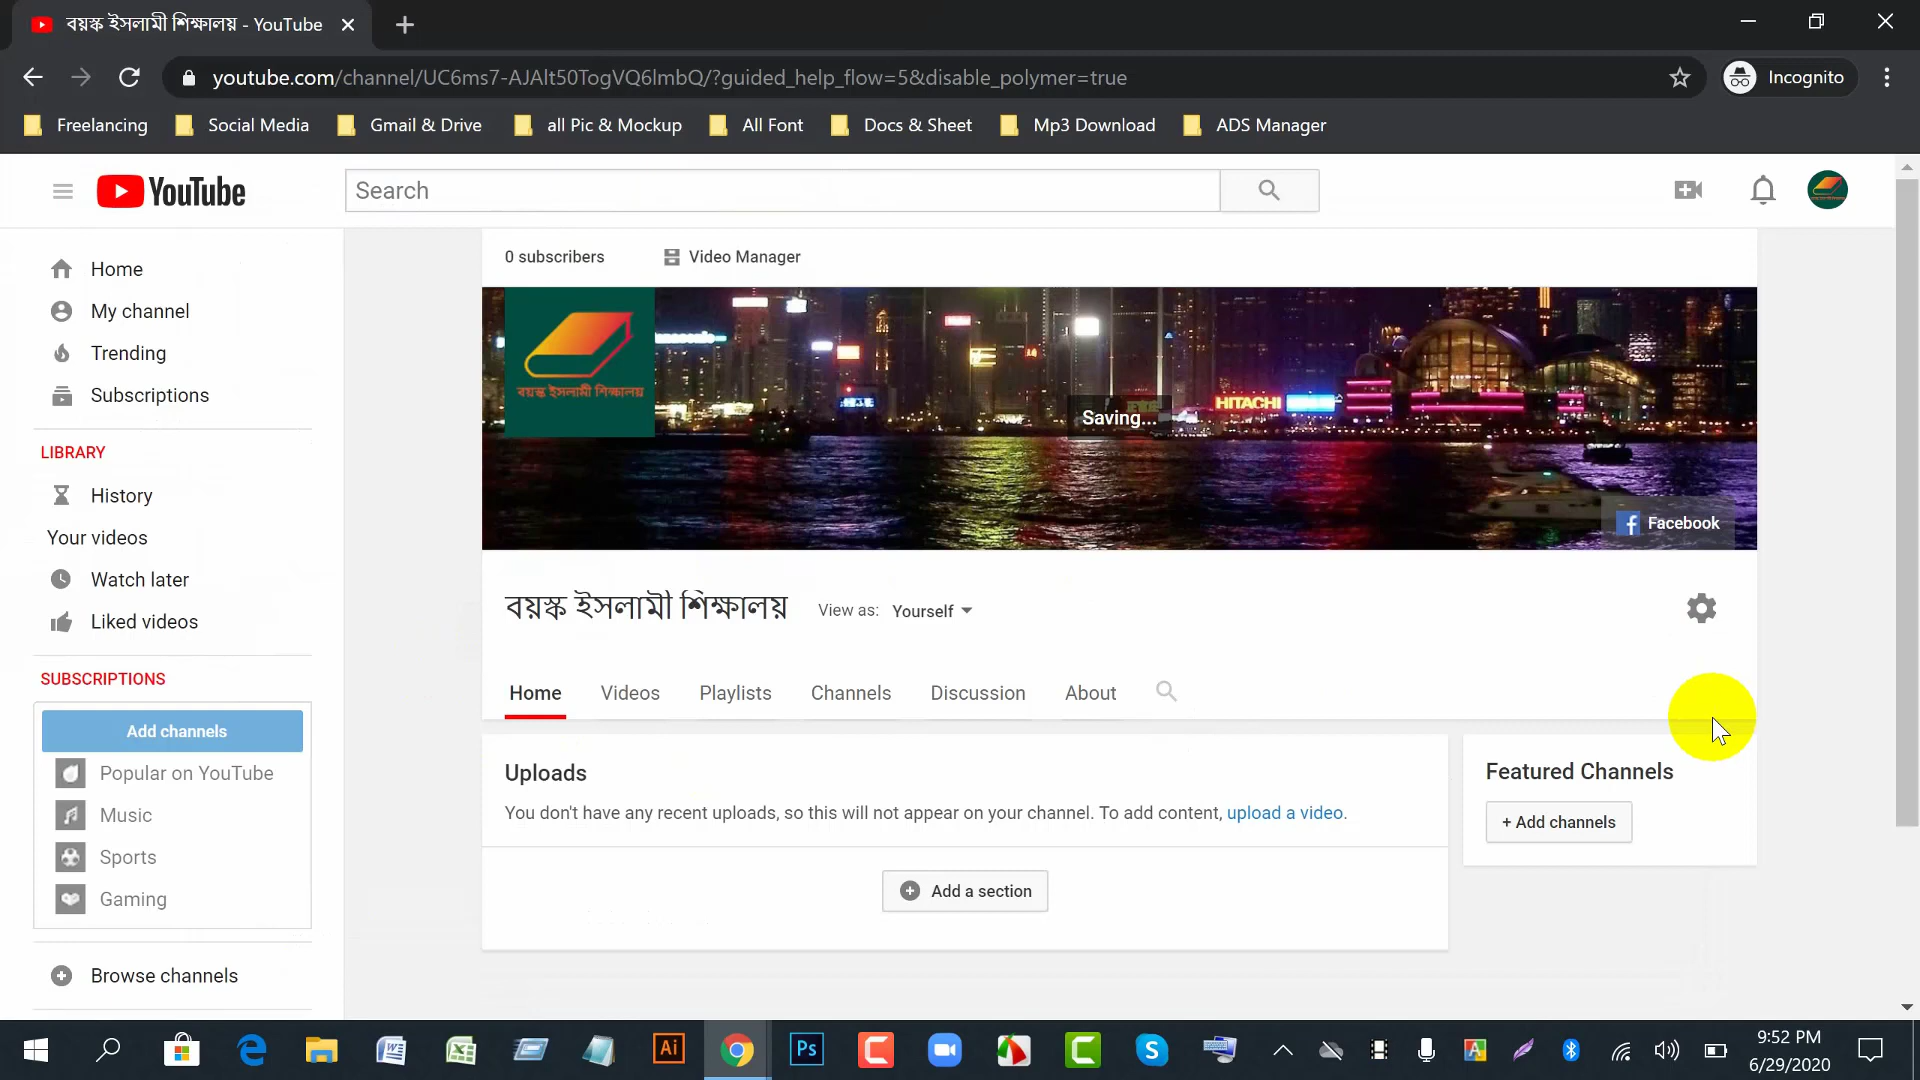 বয়স্ক ইসলামী শিক্ষালয় - YouTube
youtube.com/channel/UC6ms7-AJAlt50TogVQ6lmbQ/?guided_help_flow=5&disable_polymer=true
Incognito
Freelancing
Social Media
Gmail & Drive
all Pic & Mockup
All Font
Docs & Sheet
Mp3 Download
ADS Manager
YouTube
Search
Home
My channel
Trending
Subscriptions
LIBRARY
History
Your videos
Watch later
Liked videos
SUBSCRIPTIONS
Add channels
Popular on YouTube
Music
Sports
Gaming
Browse channels
0 subscribers
Video Manager
বয়স্ক ইসলামী শিক্ষালয়
HITACHI
Saving...
Facebook
বয়স্ক ইসলামী শিক্ষালয়
View as: Yourself
Home
Videos
Playlists
Channels
Discussion
About
Uploads
You don't have any recent uploads, so this will not appear on your channel. To add content, upload a video.
Add a section
Featured Channels
+ Add channels
Ai
Ps
9:52 PM
6/29/2020